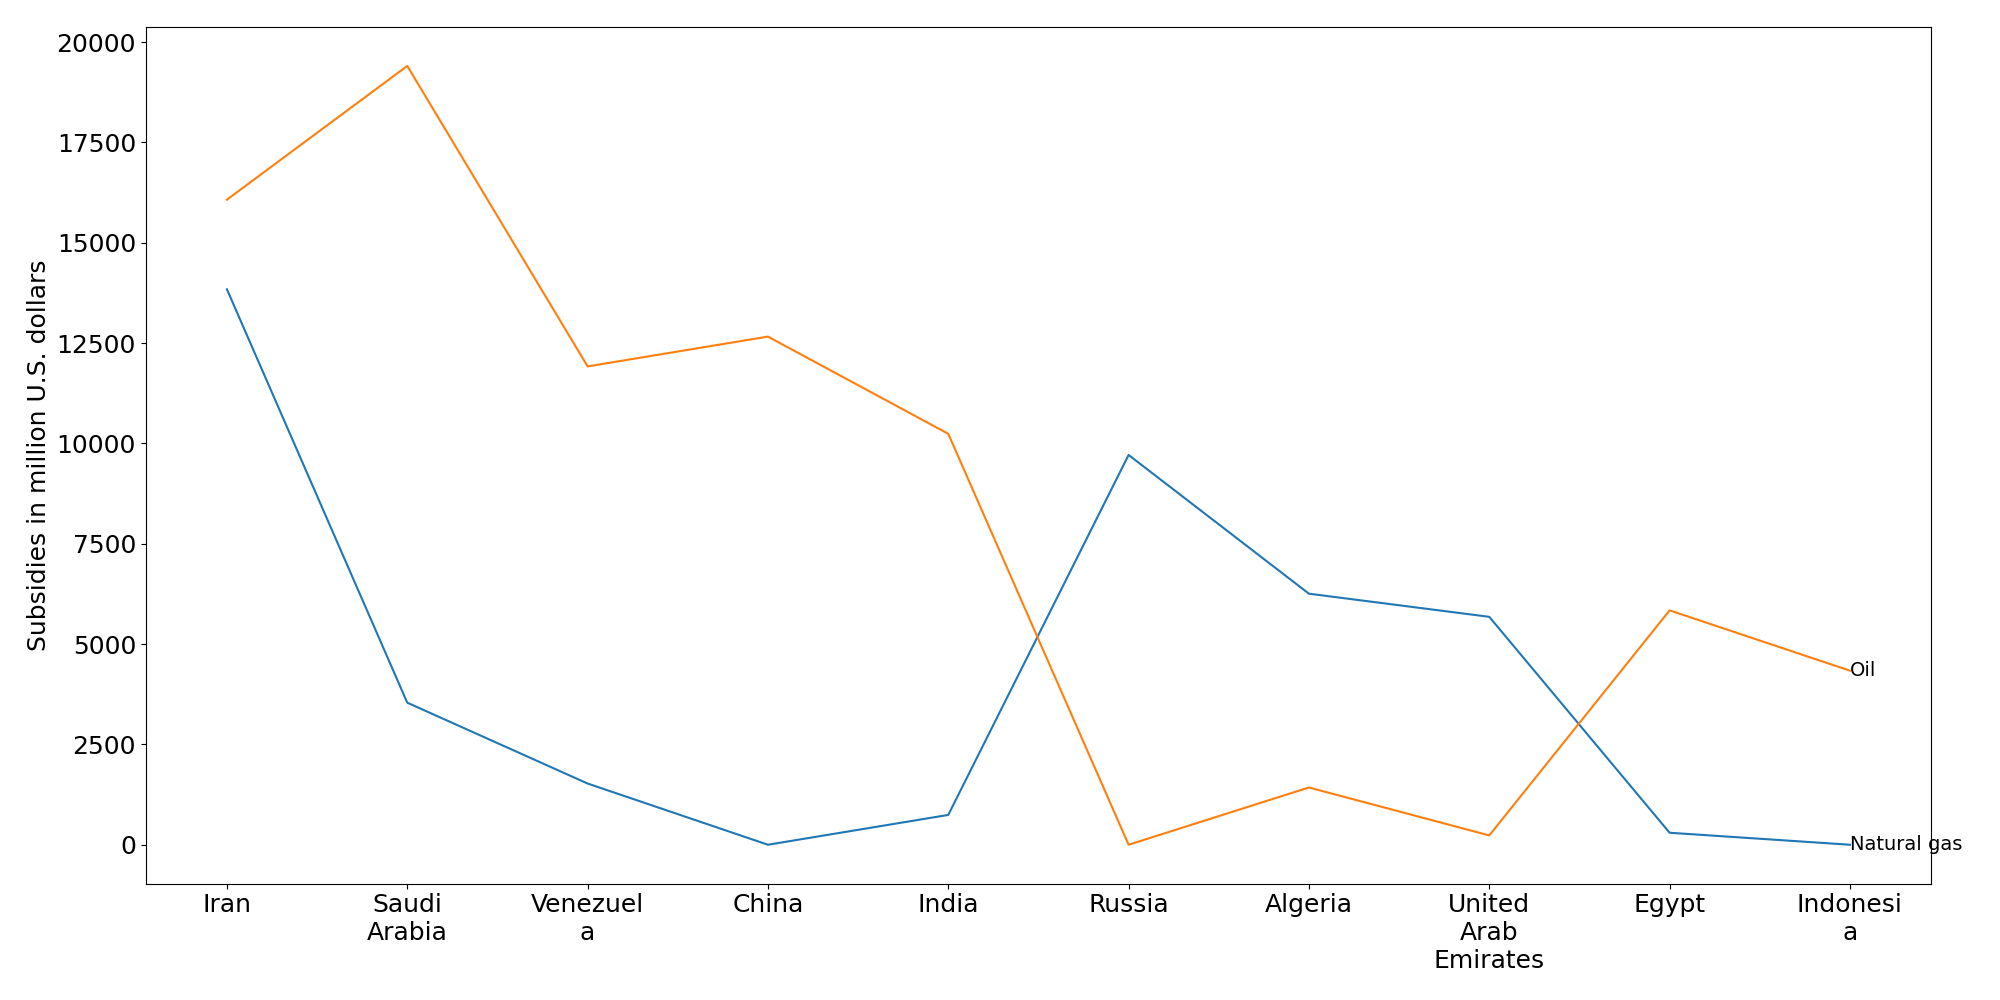 Subsidies in million U.S. dollars
20000
17500
15000
12500
10000
7500
5000
2500
0
Oil
Natural gas
Iran
Saudi
Arabia
Venezuel
a
China
India
Russia
Algeria
United
Arab
Emirates
Egypt
Indonesi
a